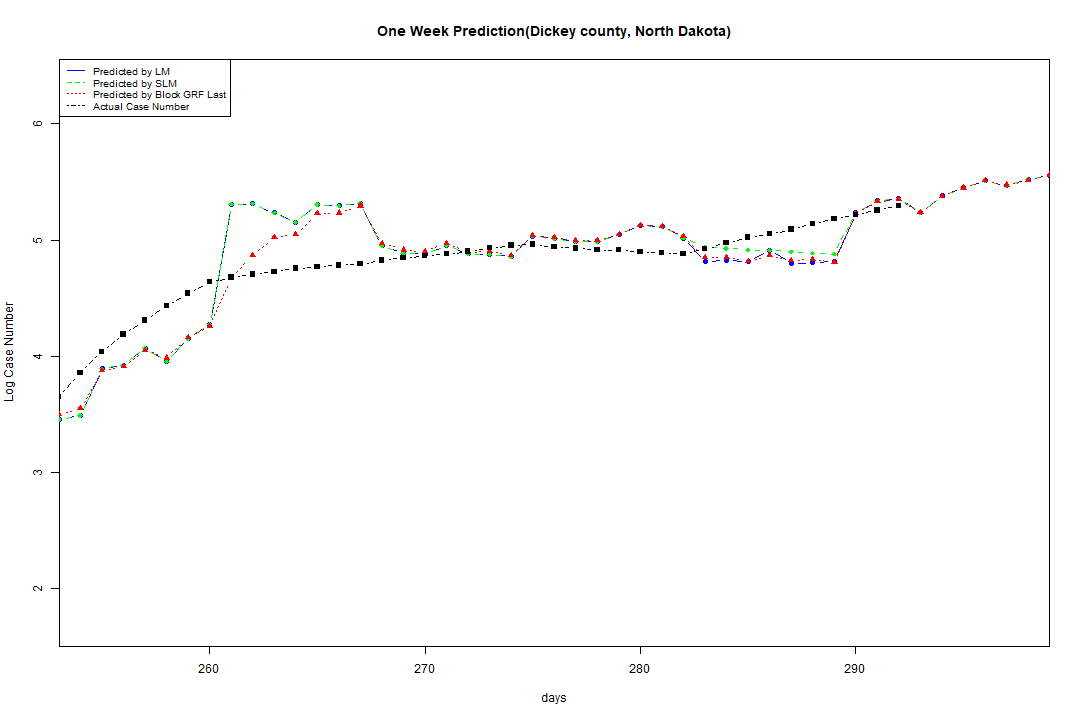 One Week Prediction(Dickey county, North Dakota)
Predicted by LM
Predicted by SLM
Predicted by Block GRF Last
Actual Case Number
6
5
4
3
2
Log Case Number
260 270 280 290
days